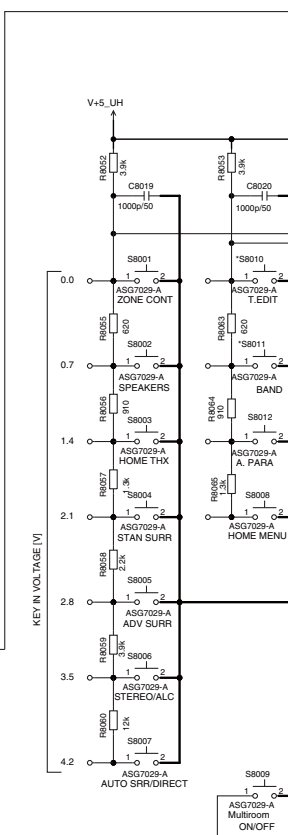 V+5_UH
R8052
3.9k
R8053
3.9k
C8019
1000p/50
C8020
1000p/50
0.0
S8001
1 2
ASG7029-A
ZONE CONT
*S8010
1 2
ASG7029-A
T.EDIT
R8055
620
R8063
620
0.7
S8002
1 2
ASG7029-A
SPEAKERS
*S8011
1 2
ASG7029-A
BAND
R8056
910
R8064
910
1.4
S8003
1 2
ASG7029-A
HOME THX
S8012
1 2
ASG7029-A
A. PARA
R8057
1.3k
R8065
1.3k
2.1
S8004
1 2
ASG7029-A
STAN SURR
S8008
1 2
ASG7029-A
HOME MENU
R8058
2.2k
KEY IN VOLTAGE [V]
2.8
S8005
1 2
ASG7029-A
ADV SURR
R8059
3.9k
3.5
S8006
1 2
ASG7029-A
STEREO/ALC
R8060
12k
4.2
S8007
1 2
ASG7029-A
AUTO SRR/DIRECT
S8009
1 2
ASG7029-A
Multiroom
ON/OFF